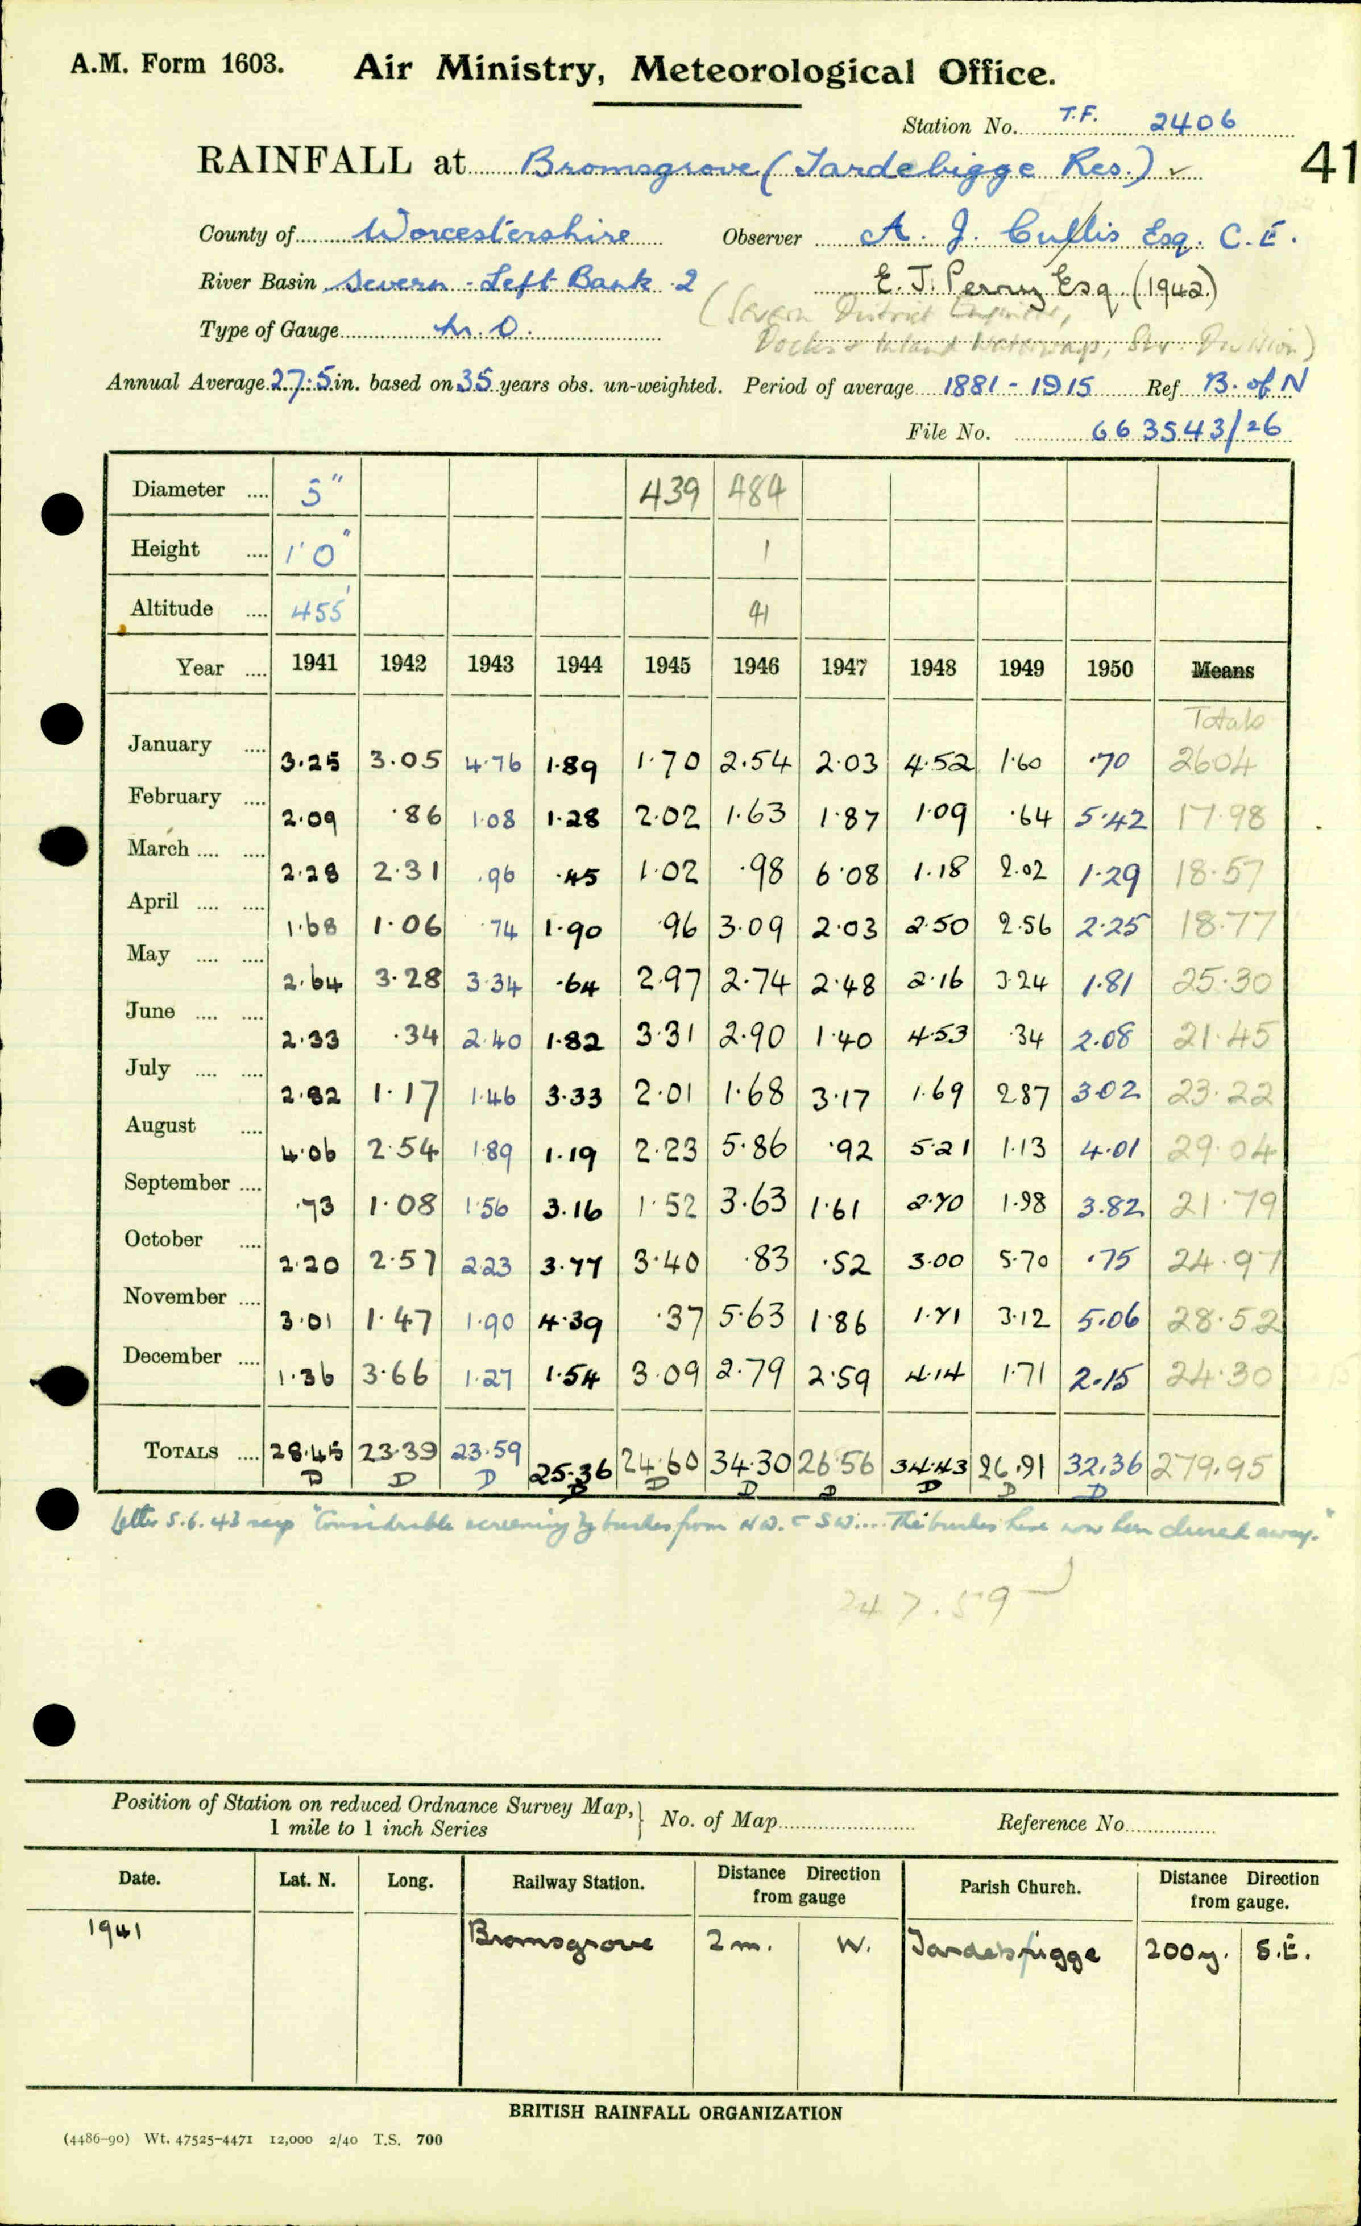 A.M. Form 1603. Air Ministry, Meteorological Office.
Station No. T.F. 2406
RAINFALL at Bromsgrove (Tardebigge Res.) ✓ 41
County of Worcestershire Observer A. J. Cullis Esq. C.E.
River Basin Severn - Left Bank 2 E. J. Perry Esq. (1942)
(Severn District Engineer,
Type of Gauge M.O. Docks & Inland Waterways, Sev. Division)
Annual Average 27.5 in. based on 35 years obs. un-weighted. Period of average 1881 - 1915 Ref B. of N
File No. 663543/26
Diameter .... 5" 439 484
Height .... 1' 0" 1
Altitude .... 455' 41
Year .... 1941 1942 1943 1944 1945 1946 1947 1948 1949 1950 Means
Totals
January .... 3.25 3.05 4.76 1.89 1.70 2.54 2.03 4.52 1.60 .70 2604
February .... 2.09 .86 1.08 1.28 2.02 1.63 1.87 1.09 .64 5.42 17.98
March .... .... 2.28 2.31 .96 .45 1.02 .98 6.08 1.18 2.02 1.29 18.57
April .... .... 1.68 1.06 .74 1.90 .96 3.09 2.03 2.50 2.56 2.25 18.77
May .... .... 2.64 3.28 3.34 .64 2.97 2.74 2.48 2.16 3.24 1.81 25.30
June .... .... 2.33 .34 2.40 1.82 3.31 2.90 1.40 4.53 .34 2.08 21.45
July .... .... 2.82 1.17 1.46 3.33 2.01 1.68 3.17 1.69 2.87 3.02 23.22
August .... 4.06 2.54 1.89 1.19 2.23 5.86 .92 5.21 1.13 4.01 29.04
September .... .73 1.08 1.56 3.16 1.52 3.63 1.61 2.70 1.98 3.82 21.79
October .... 2.20 2.57 2.23 3.77 3.40 .83 .52 3.00 5.70 .75 24.97
November .... 3.01 1.47 1.90 4.39 .37 5.63 1.86 1.71 3.12 5.06 28.52
December .... 1.36 3.66 1.27 1.54 3.09 2.79 2.59 4.14 1.71 2.15 24.30
TOTALS .... 28.45 23.39 23.59 25.36 24.60 34.30 26.56 34.43 26.91 32.36 279.95
D D D D D D D D D D
Letter 5.6.43 says "Considerable screening by bushes from NW. & SW.... The bushes have now been cleared away."
247.59
Position of Station on reduced Ordnance Survey Map, 1 mile to 1 inch Series } No. of Map Reference No.
Date. Lat. N. Long. Railway Station. Distance Direction from gauge Parish Church. Distance Direction from gauge.
1941 Bromsgrove 2 m. W. Tardebigge 200 y. S.E.
BRITISH RAINFALL ORGANIZATION
(4486-90) Wt. 47525-4471 12,000 2/40 T.S. 700